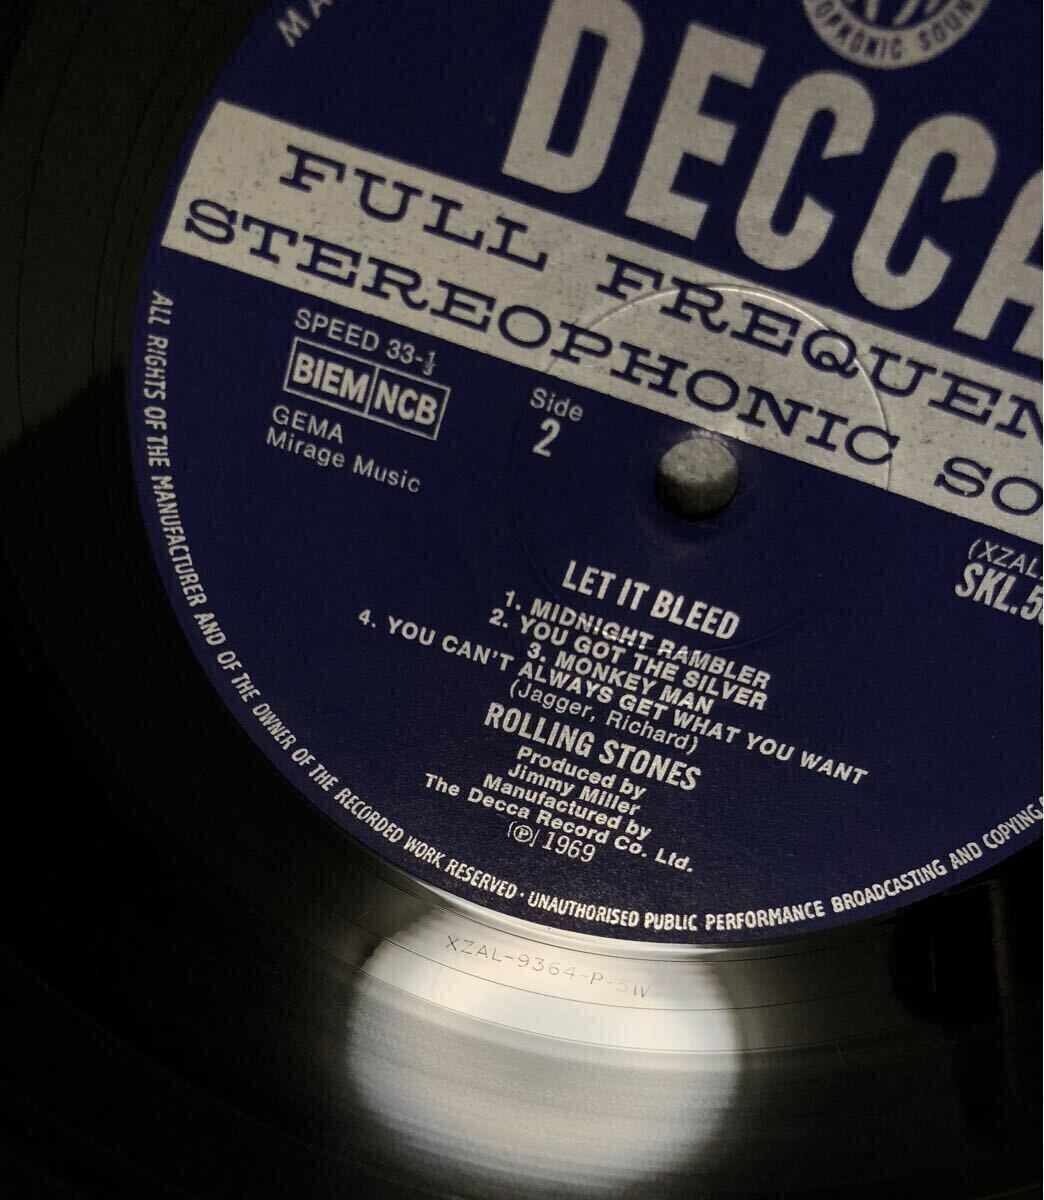 DECCA
FULL FREQUEN
STEREOPHONIC SO
SPEED 33-⅓
BIEM NCB
GEMA
Mirage Music
Side
2
(XZAL
SKL.5
LET IT BLEED
1. MIDNIGHT RAMBLER
2. YOU GOT THE SILVER
3. MONKEY MAN
4. YOU CAN'T ALWAYS GET WHAT YOU WANT
(Jagger, Richard)
ROLLING STONES
Produced by
Jimmy Miller
Manufactured by
The Decca Record Co. Ltd.
℗ 1969
ALL RIGHTS OF THE MANUFACTURER AND OF THE OWNER OF THE RECORDED WORK RESERVED · UNAUTHORISED PUBLIC PERFORMANCE BROADCASTING AND COPYING
XZAL-9364-P-5W